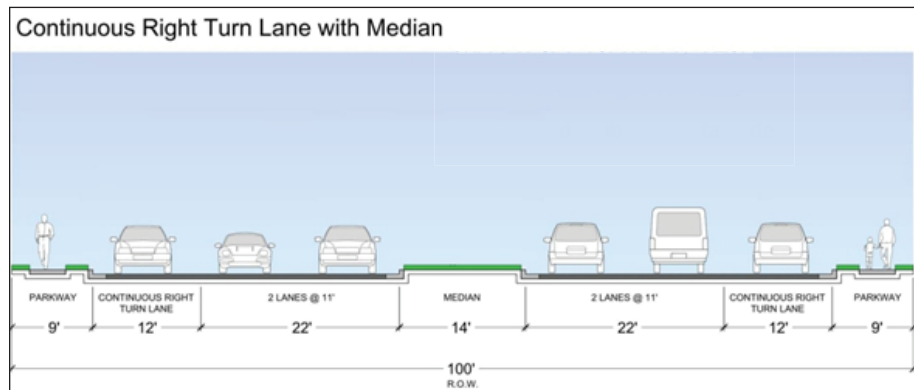 Continuous Right Turn Lane with Median
PARKWAY
CONTINUOUS RIGHT
TURN LANE
2 LANES @ 11'
MEDIAN
2 LANES @ 11'
CONTINUOUS RIGHT
TURN LANE
PARKWAY
9'
12'
22'
14'
22'
12'
9'
100'
R.O.W.